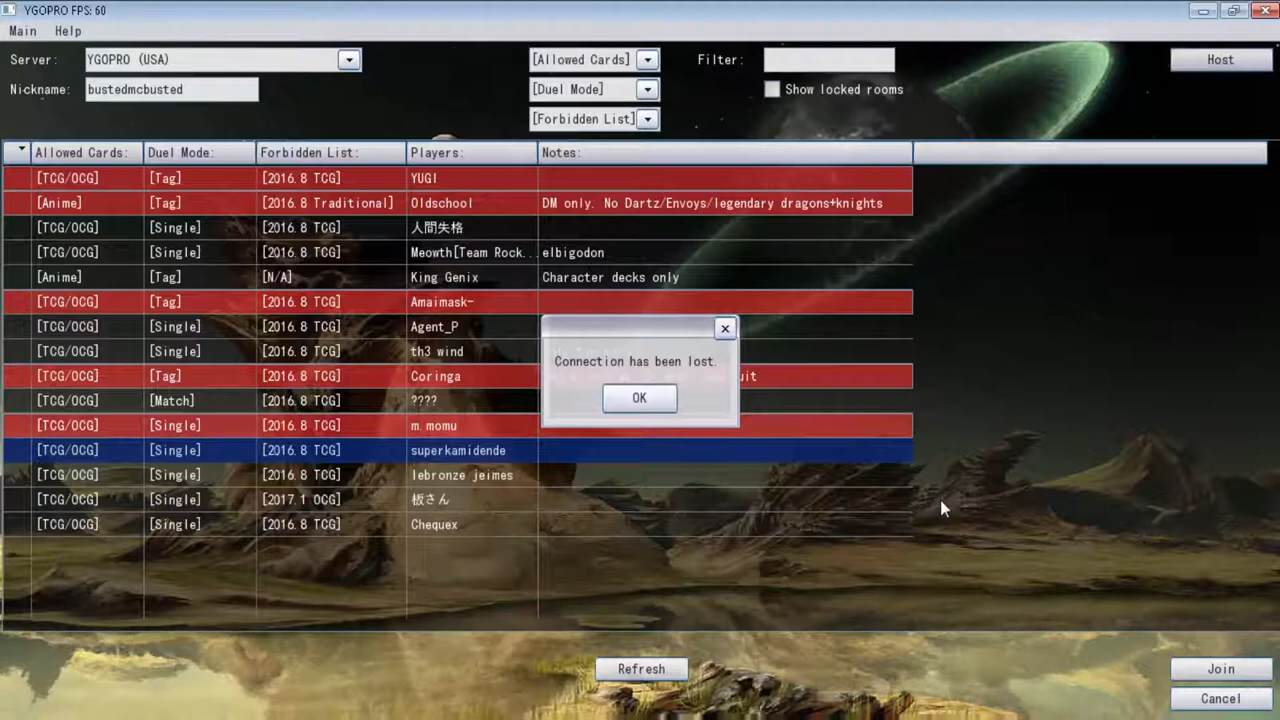 YGOPRO FPS: 60
Main Help
Server: YGOPRO (USA) [Allowed Cards] Filter: Host
Nickname: bustedmcbusted [Duel Mode] Show locked rooms
[Forbidden List]
Allowed Cards: Duel Mode: Forbidden List: Players: Notes:
[TCG/OCG] [Tag] [2016.8 TCG] YUGI
[Anime] [Tag] [2016.8 Traditional] Oldschool DM only. No Dartz/Envoys/legendary dragons+knights
[TCG/OCG] [Single] [2016.8 TCG] 人間失格
[TCG/OCG] [Single] [2016.8 TCG] Meowth[Team Rock... elbigodon
[Anime] [Tag] [N/A] King Genix Character decks only
[TCG/OCG] [Tag] [2016.8 TCG] Amaimask-
[TCG/OCG] [Single] [2016.8 TCG] Agent_P
[TCG/OCG] [Single] [2016.8 TCG] th3 wind
[TCG/OCG] [Tag] [2016.8 TCG] Coringa
[TCG/OCG] [Match] [2016.8 TCG] ????
[TCG/OCG] [Single] [2016.8 TCG] m.momu
[TCG/OCG] [Single] [2016.8 TCG] superkamidende
[TCG/OCG] [Single] [2016.8 TCG] lebronze jeimes
[TCG/OCG] [Single] [2017.1 OCG] 板さん
[TCG/OCG] [Single] [2016.8 TCG] Chequex
Connection has been lost.
OK
Refresh
Join
Cancel